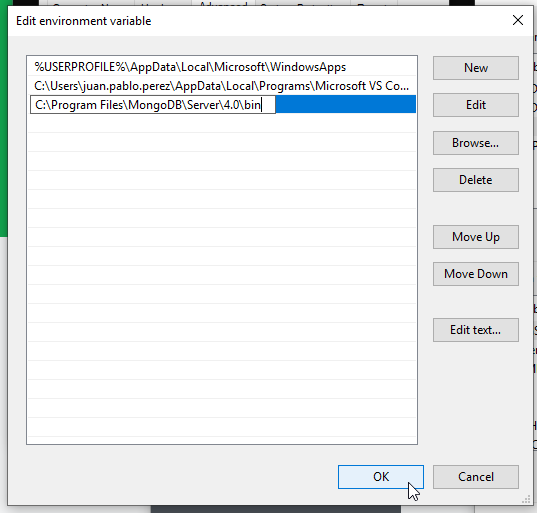 Advanced
Edit environment variable
%USERPROFILE%\AppData\Local\Microsoft\WindowsApps
C:\Users\juan.pablo.perez\AppData\Local\Programs\Microsoft VS Co...
C:\Program Files\MongoDB\Server\4.0\bin
New
Edit
Browse...
Delete
Move Up
Move Down
Edit text...
OK
Cancel